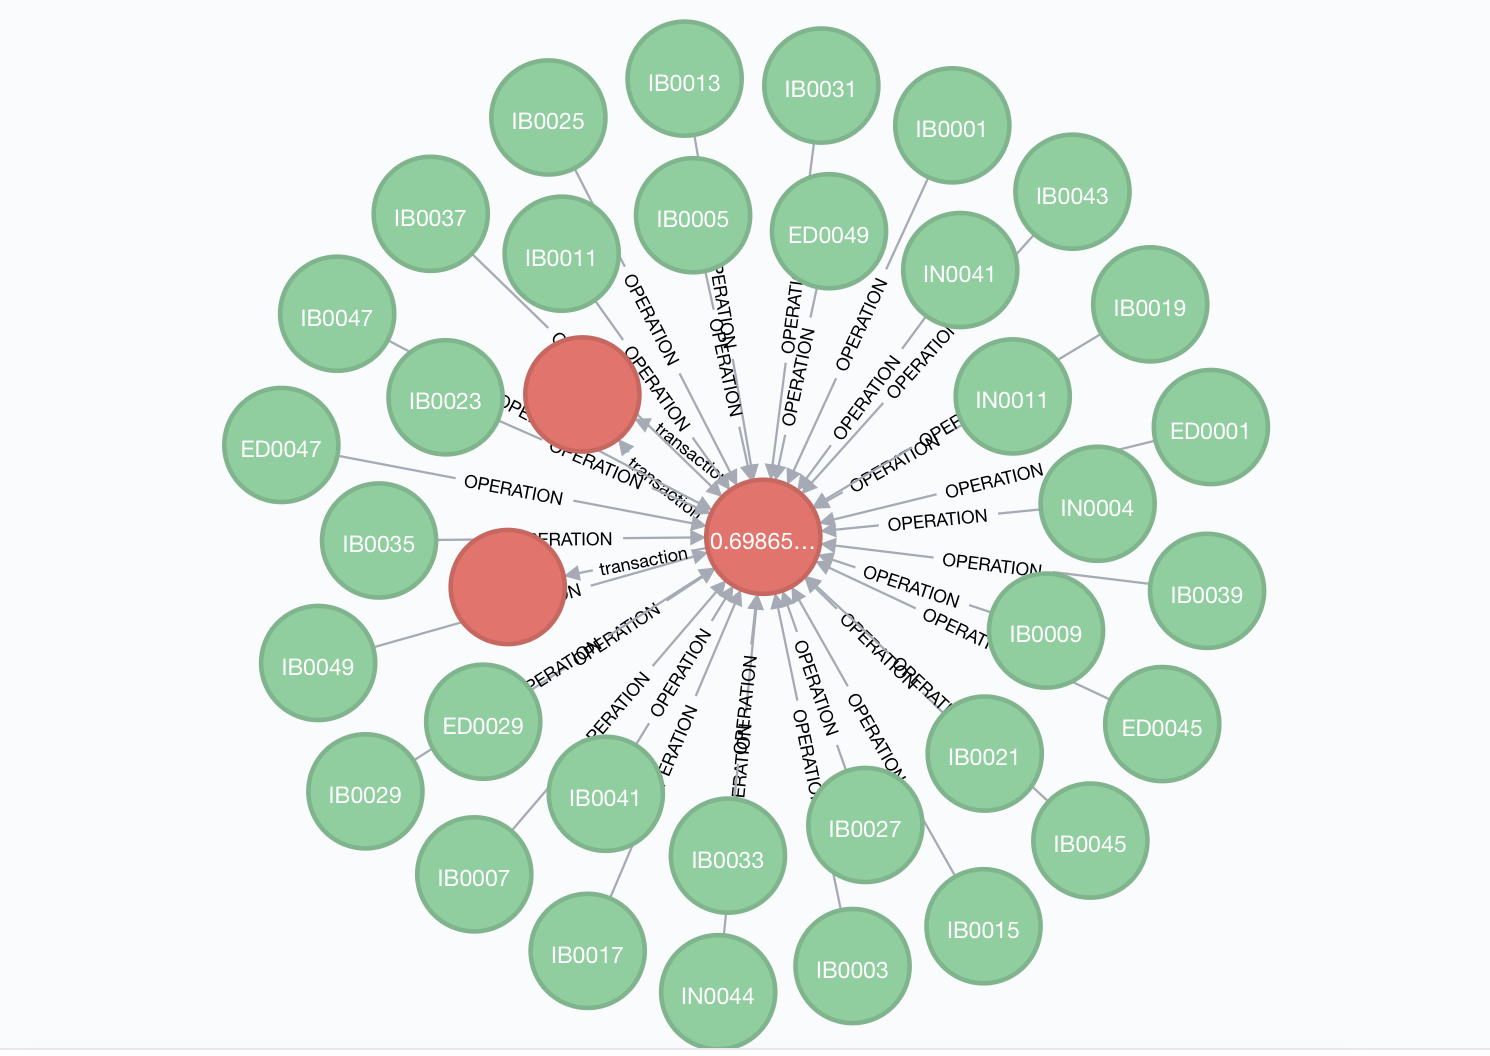 IB0013
IB0031
IB0025
IB0001
IB0043
IB0037
IB0005
ED0049
IB0011
IN0041
IB0047
IB0019
OPERATION
OPERATION
OPERATION
OPERATION
OPERATION
OPERATION
OPERATION
OPERATION
IB0023
IN0011
ED0047
ED0001
OPERATION
transaction
OPERATION
OPERATION
OPERATION
transaction
IN0004
OPERATION
IB0035
0.69865...
transaction
OPERATION
IB0039
OPERATION
IB0009
IB0049
OPERATION
OPERATION
ED0029
OPERATION
OPERATION
OPERATION
OPERATION
ED0045
IB0021
IB0029
IB0041
IB0033
IB0027
IB0045
IB0007
IB0017
IN0044
IB0003
IB0015